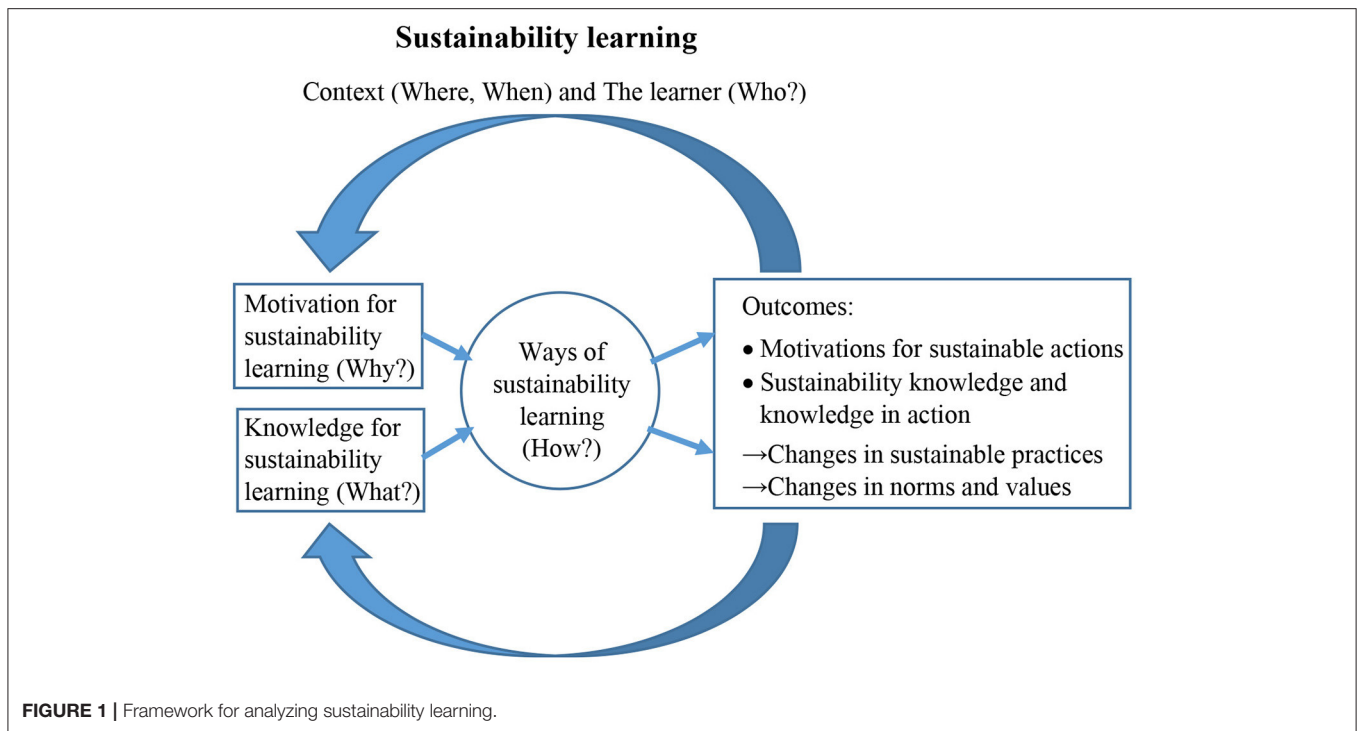 Sustainability learning
Context (Where, When) and The learner (Who?)
Motivation for
sustainability
learning (Why?)
Knowledge for
sustainability
learning (What?)
Ways of
sustainability
learning
(How?)
Outcomes:
• Motivations for sustainable actions
• Sustainability knowledge and
knowledge in action
→Changes in sustainable practices
→Changes in norms and values
FIGURE 1 | Framework for analyzing sustainability learning.